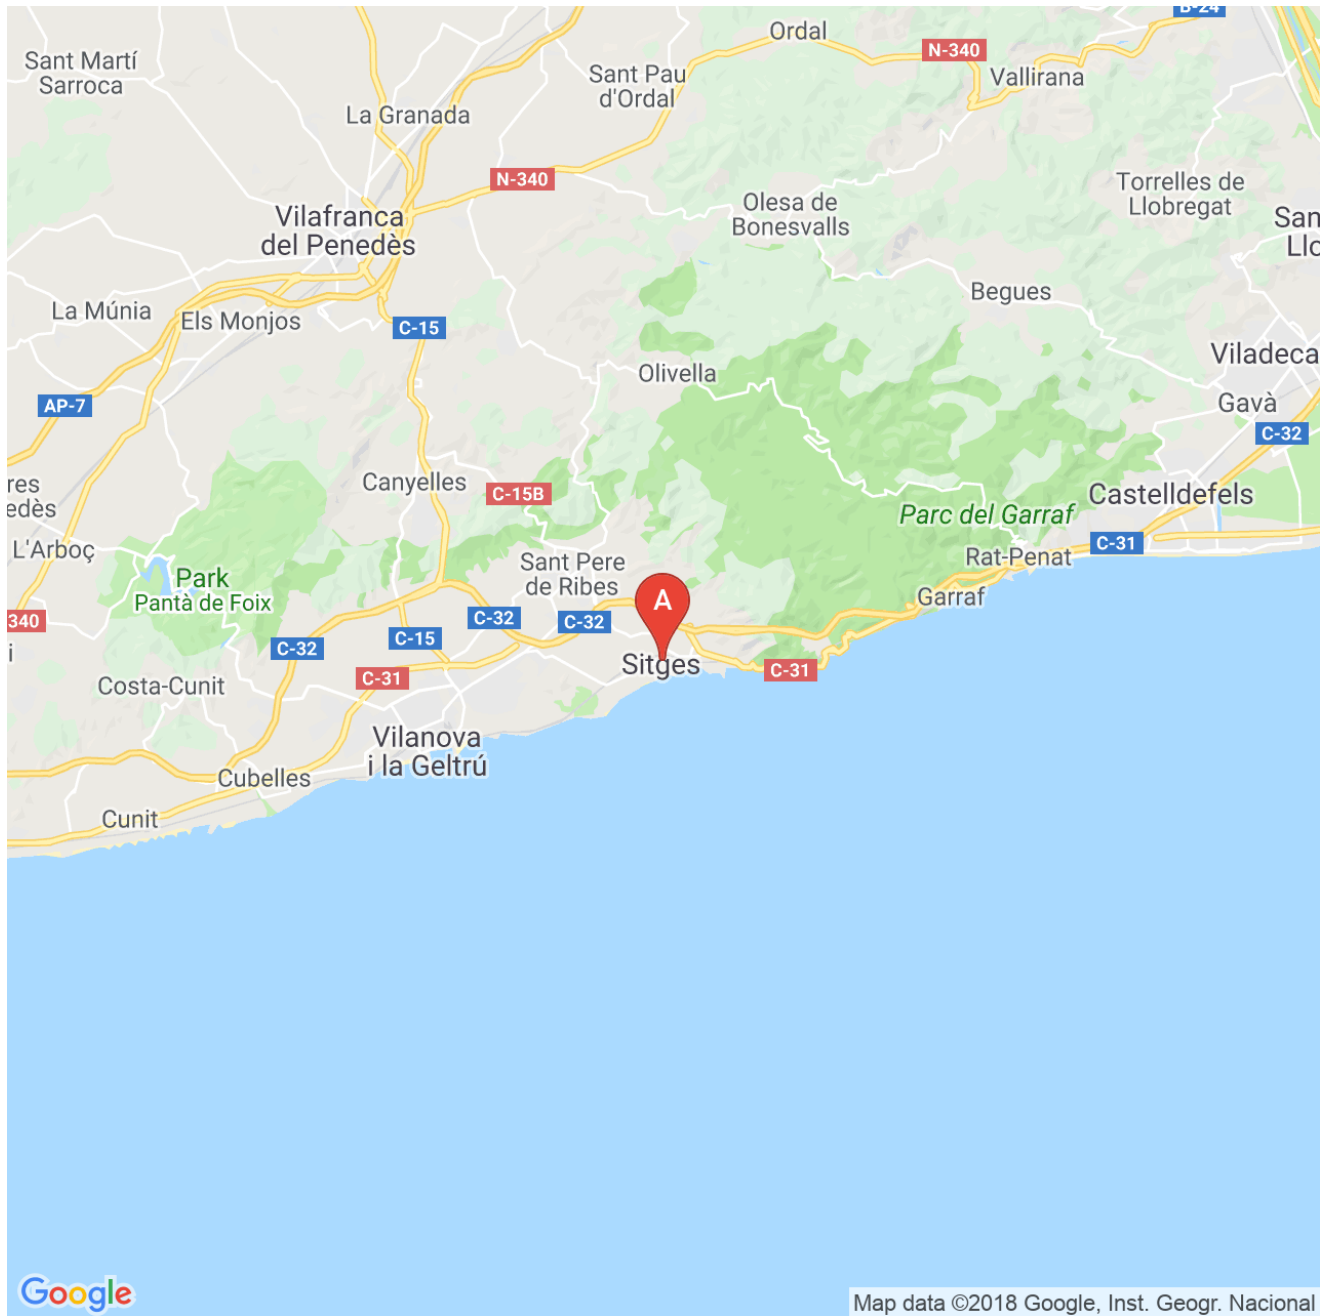 B-24
Ordal
N-340
Sant Martí
Sarroca
Sant Pau
d'Ordal
Vallirana
La Granada
N-340
Torrelles de
Llobregat
Olesa de
Bonesvalls
Vilafranca
del Penedès
San
Llo
Begues
La Múnia
Els Monjos
C-15
Viladeca
Olivella
AP-7
Gavà
C-32
Canyelles
C-15B
res
edès
Castelldefels
Parc del Garraf
C-31
L'Arboç
Rat-Penat
Sant Pere
de Ribes
Park
Pantà de Foix
A
Garraf
340
C-32
C-32
C-15
C-32
i
Sitges
C-31
C-31
Costa-Cunit
Vilanova
i la Geltrú
Cubelles
Cunit
Google
Map data ©2018 Google, Inst. Geogr. Nacional